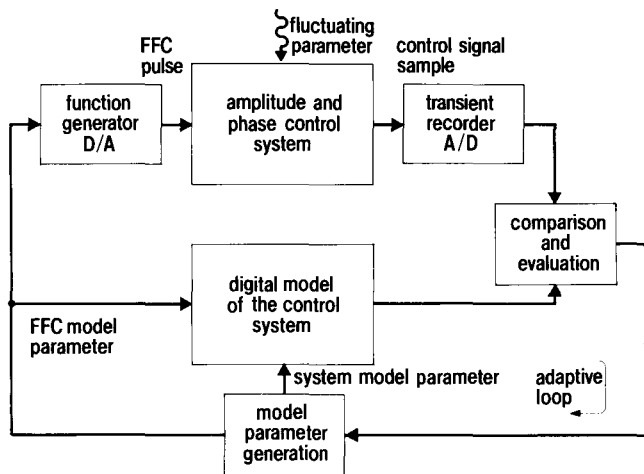 FFC
pulse
fluctuating
parameter
control signal
sample
function
generator
D/A
amplitude and
phase control
system
transient
recorder
A/D
comparison
and
evaluation
digital model
of the control
system
FFC model
parameter
system model parameter
adaptive
loop
model
parameter
generation